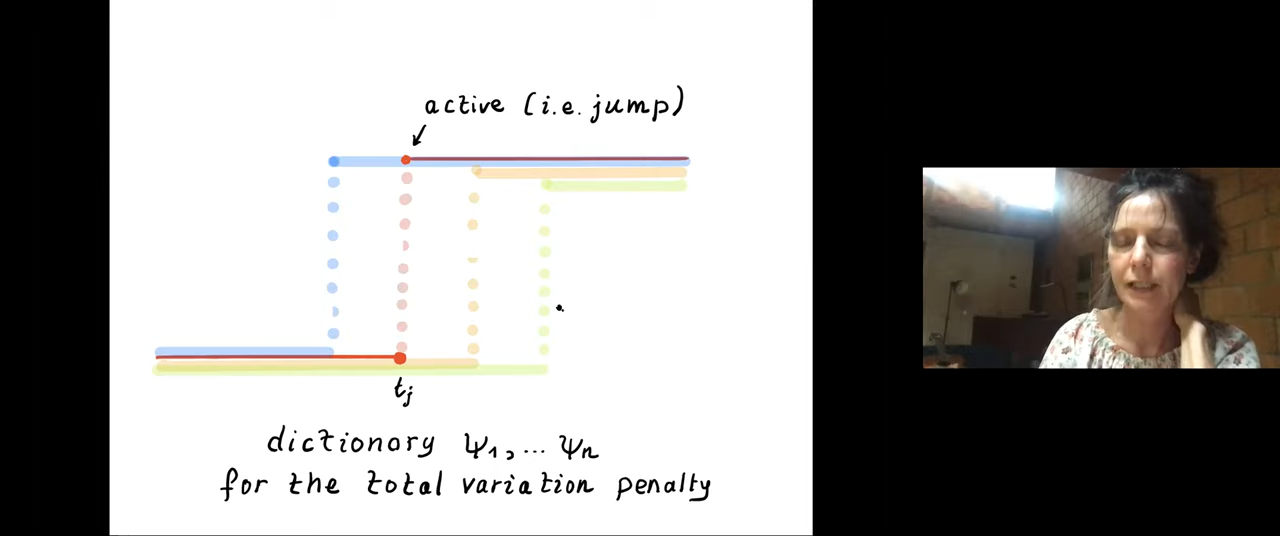 active (i.e. jump)
tj
dictionary ψ1, ... ψn
for the total variation penalty